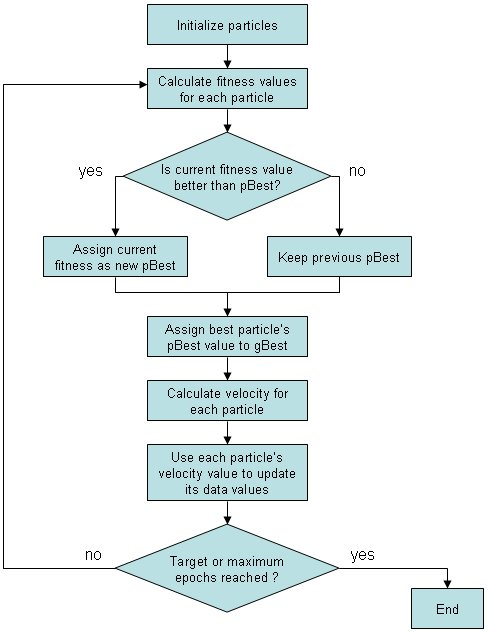 Initialize particles
Calculate fitness values
for each particle
Is current fitness value
better than pBest?
yes
no
Assign current
fitness as new pBest
Keep previous pBest
Assign best particle's
pBest value to gBest
Calculate velocity for
each particle
Use each particle's
velocity value to update
its data values
no
Target or maximum
epochs reached ?
yes
End